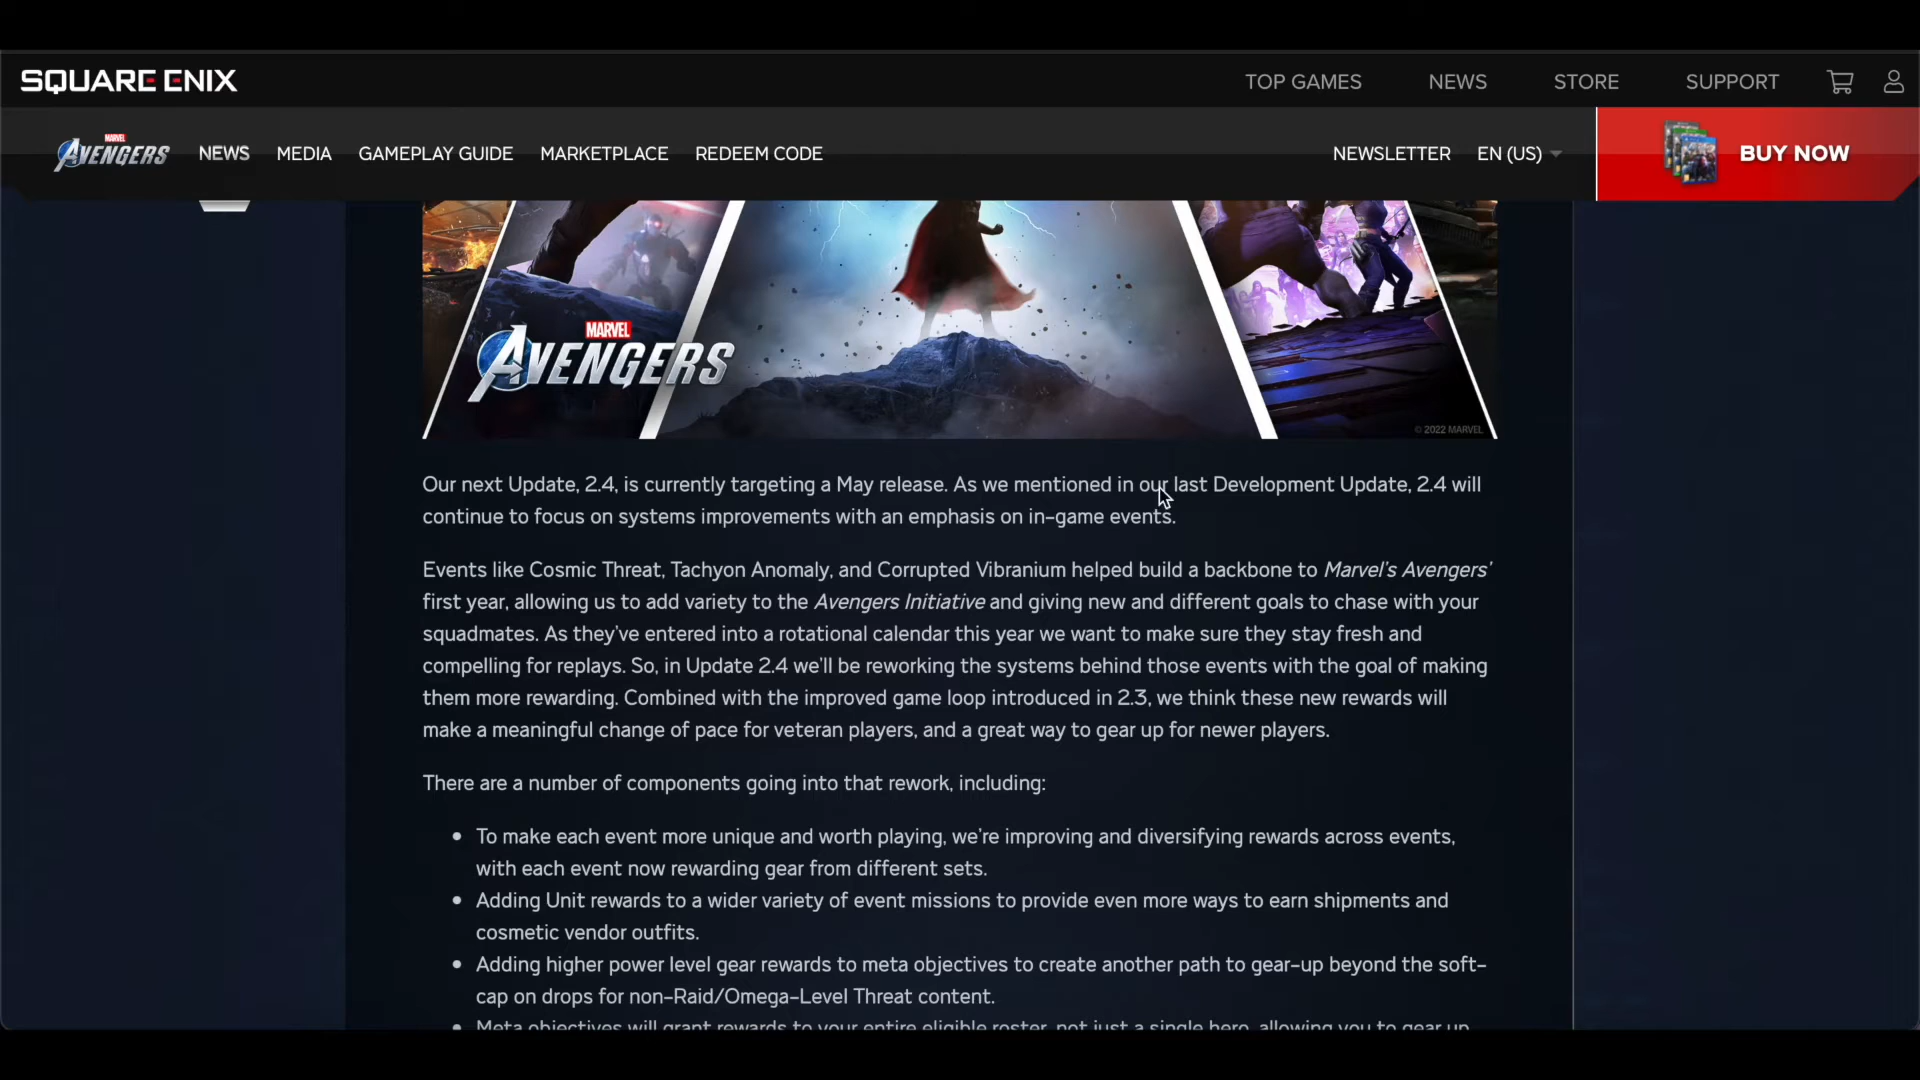 SQUARE ENIX
TOP GAMES NEWS STORE SUPPORT
MARVEL
AVENGERS
NEWS MEDIA GAMEPLAY GUIDE MARKETPLACE REDEEM CODE NEWSLETTER EN (US) BUY NOW
MARVEL
AVENGERS
© 2022 MARVEL
Our next Update, 2.4, is currently targeting a May release. As we mentioned in our last Development Update, 2.4 will
continue to focus on systems improvements with an emphasis on in-game events.
Events like Cosmic Threat, Tachyon Anomaly, and Corrupted Vibranium helped build a backbone to Marvel's Avengers'
first year, allowing us to add variety to the Avengers Initiative and giving new and different goals to chase with your
squadmates. As they've entered into a rotational calendar this year we want to make sure they stay fresh and
compelling for replays. So, in Update 2.4 we'll be reworking the systems behind those events with the goal of making
them more rewarding. Combined with the improved game loop introduced in 2.3, we think these new rewards will
make a meaningful change of pace for veteran players, and a great way to gear up for newer players.
There are a number of components going into that rework, including:
• To make each event more unique and worth playing, we're improving and diversifying rewards across events,
with each event now rewarding gear from different sets.
• Adding Unit rewards to a wider variety of event missions to provide even more ways to earn shipments and
cosmetic vendor outfits.
• Adding higher power level gear rewards to meta objectives to create another path to gear-up beyond the soft-
cap on drops for non-Raid/Omega-Level Threat content.
• Meta objectives will grant rewards to your entire eligible roster, not just a single hero, allowing you to gear up